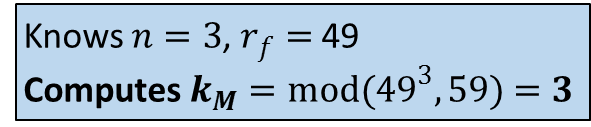 Knows n = 3, r_f = 49
Computes k_M = mod(49^3, 59) = 3